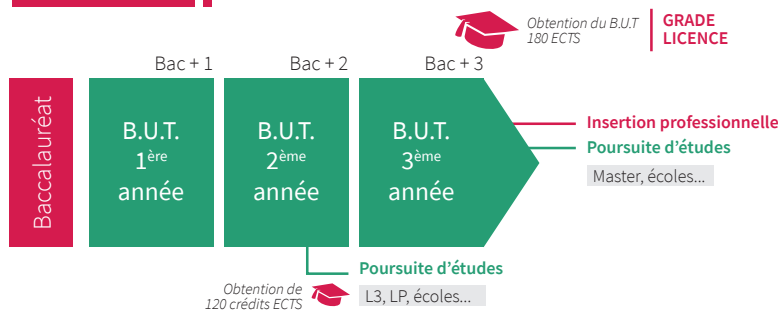 Obtention du B.U.T
180 ECTS
GRADE
LICENCE
Bac + 1
Bac + 2
Bac + 3
Baccalauréat
B.U.T.
1ère
année
B.U.T.
2ème
année
B.U.T.
3ème
année
Insertion professionnelle
Poursuite d'études
Master, écoles...
Poursuite d'études
L3, LP, écoles...
Obtention de
120 crédits ECTS